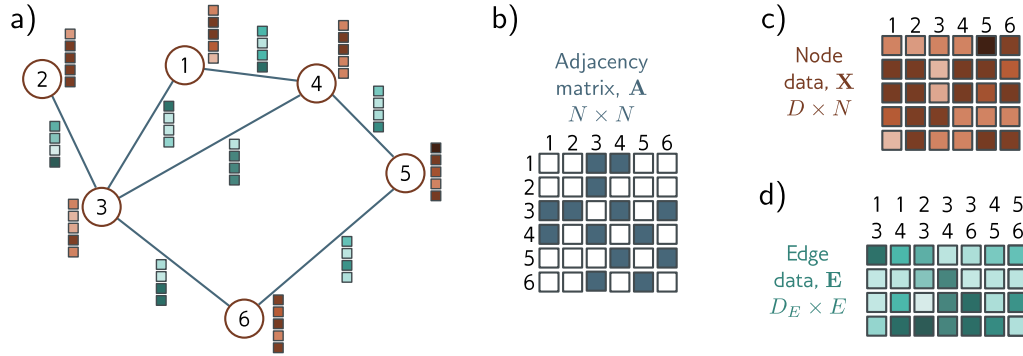 a)
2
1
4
3
5
6
b)
Adjacency
matrix, A
N × N
1 2 3 4 5 6
1
2
3
4
5
6
c)
Node
data, X
D × N
1 2 3 4 5 6
d)
Edge
data, E
D_E × E
1 1 2 3 3 4 5
3 4 3 4 6 5 6